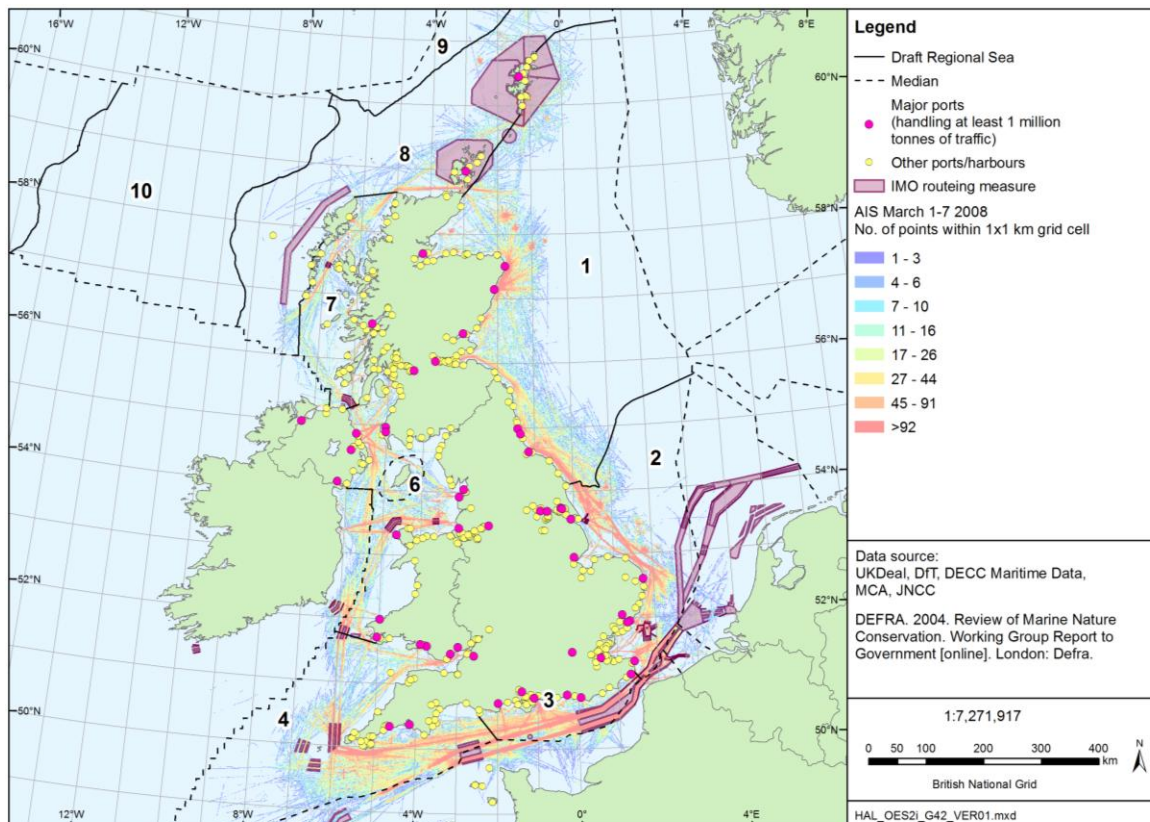 16°W
12°W
8°W
4°W
0°
4°E
8°E
60°N
58°N
56°N
54°N
52°N
50°N
60°N
58°N
56°N
54°N
52°N
50°N
12°W
8°W
4°W
0°
4°E
9
8
10
1
7
2
6
3
4
Legend
Draft Regional Sea
Median
Major ports
(handling at least 1 million
tonnes of traffic)
Other ports/harbours
IMO routeing measure
AIS March 1-7 2008
No. of points within 1x1 km grid cell
1 - 3
4 - 6
7 - 10
11 - 16
17 - 26
27 - 44
45 - 91
>92
Data source:
UKDeal, DfT, DECC Maritime Data,
MCA, JNCC
DEFRA. 2004. Review of Marine Nature
Conservation. Working Group Report to
Government [online]. London: Defra.
1:7,271,917
0 50 100 200 300 400
km
N
British National Grid
HAL_OES2i_G42_VER01.mxd